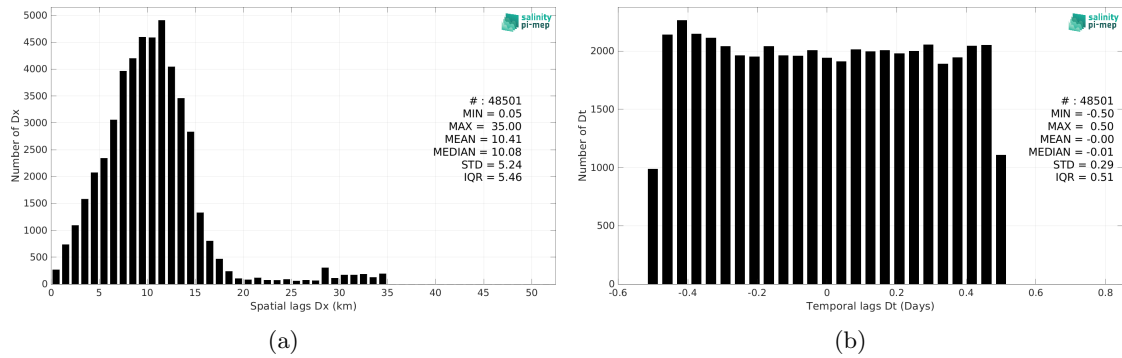 5000
4500
4000
3500
3000
2500
2000
1500
1000
500
0
Number of Dx
salinity
pi-mep
# : 48501
MIN = 0.05
MAX = 35.00
MEAN = 10.41
MEDIAN = 10.08
STD = 5.24
IQR = 5.46
0 5 10 15 20 25 30 35 40 45 50
Spatial lags Dx (km)
(a)
2000
1500
1000
500
0
Number of Dt
salinity
pi-mep
# : 48501
MIN = -0.50
MAX = 0.50
MEAN = -0.00
MEDIAN = -0.01
STD = 0.29
IQR = 0.51
-0.6 -0.4 -0.2 0 0.2 0.4 0.6 0.8
Temporal lags Dt (Days)
(b)